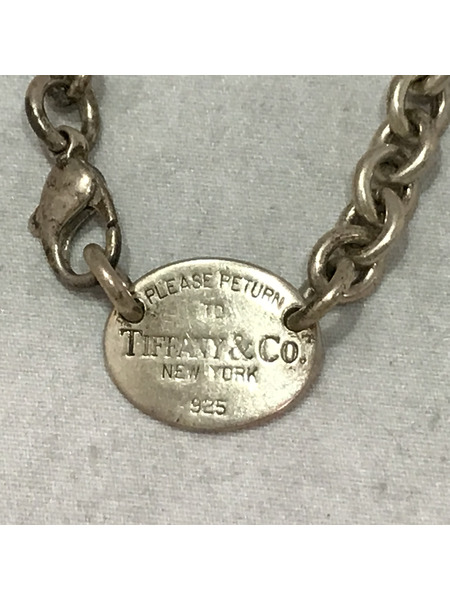 PLEASE RETURN
TO
TIFFANY & CO.
NEW YORK
925